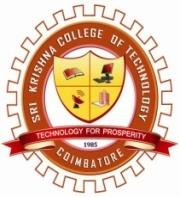 SRI KRISHNA COLLEGE OF TECHNOLOGY
TECHNOLOGY FOR PROSPERITY
1985
COIMBATORE